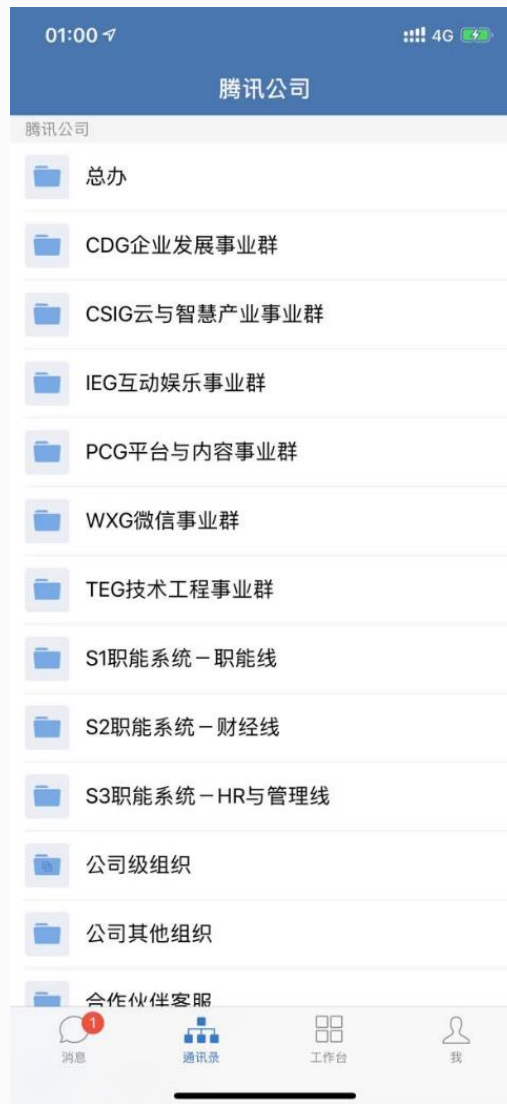 01:00
4G
腾讯公司
腾讯公司
总办
CDG企业发展事业群
CSIG云与智慧产业事业群
IEG互动娱乐事业群
PCG平台与内容事业群
WXG微信事业群
TEG技术工程事业群
S1职能系统－职能线
S2职能系统－财经线
S3职能系统－HR与管理线
公司级组织
公司其他组织
合作伙伴客服
1
消息
通讯录
工作台
我